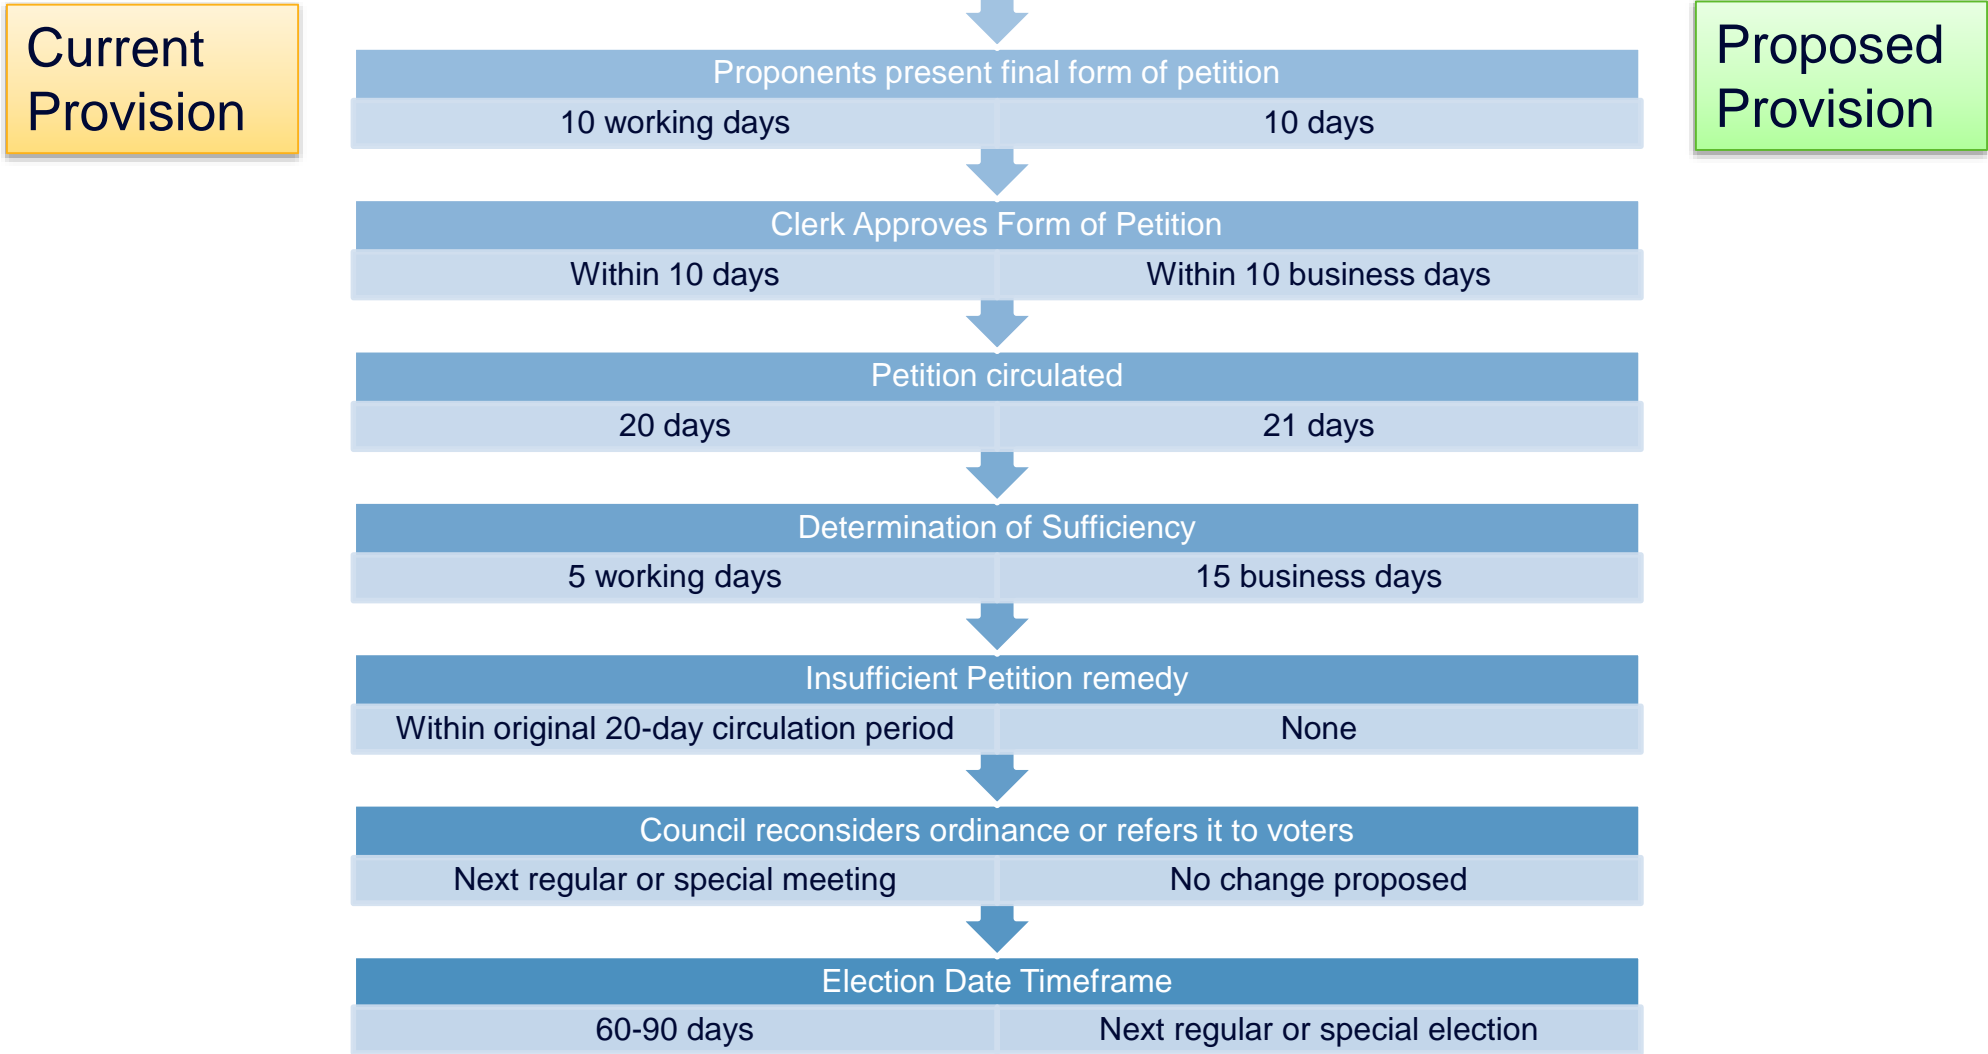 Current
Provision
Proposed
Provision
Proponents present final form of petition
10 working days
10 days
Clerk Approves Form of Petition
Within 10 days
Within 10 business days
Petition circulated
20 days
21 days
Determination of Sufficiency
5 working days
15 business days
Insufficient Petition remedy
Within original 20-day circulation period
None
Council reconsiders ordinance or refers it to voters
Next regular or special meeting
No change proposed
Election Date Timeframe
60-90 days
Next regular or special election